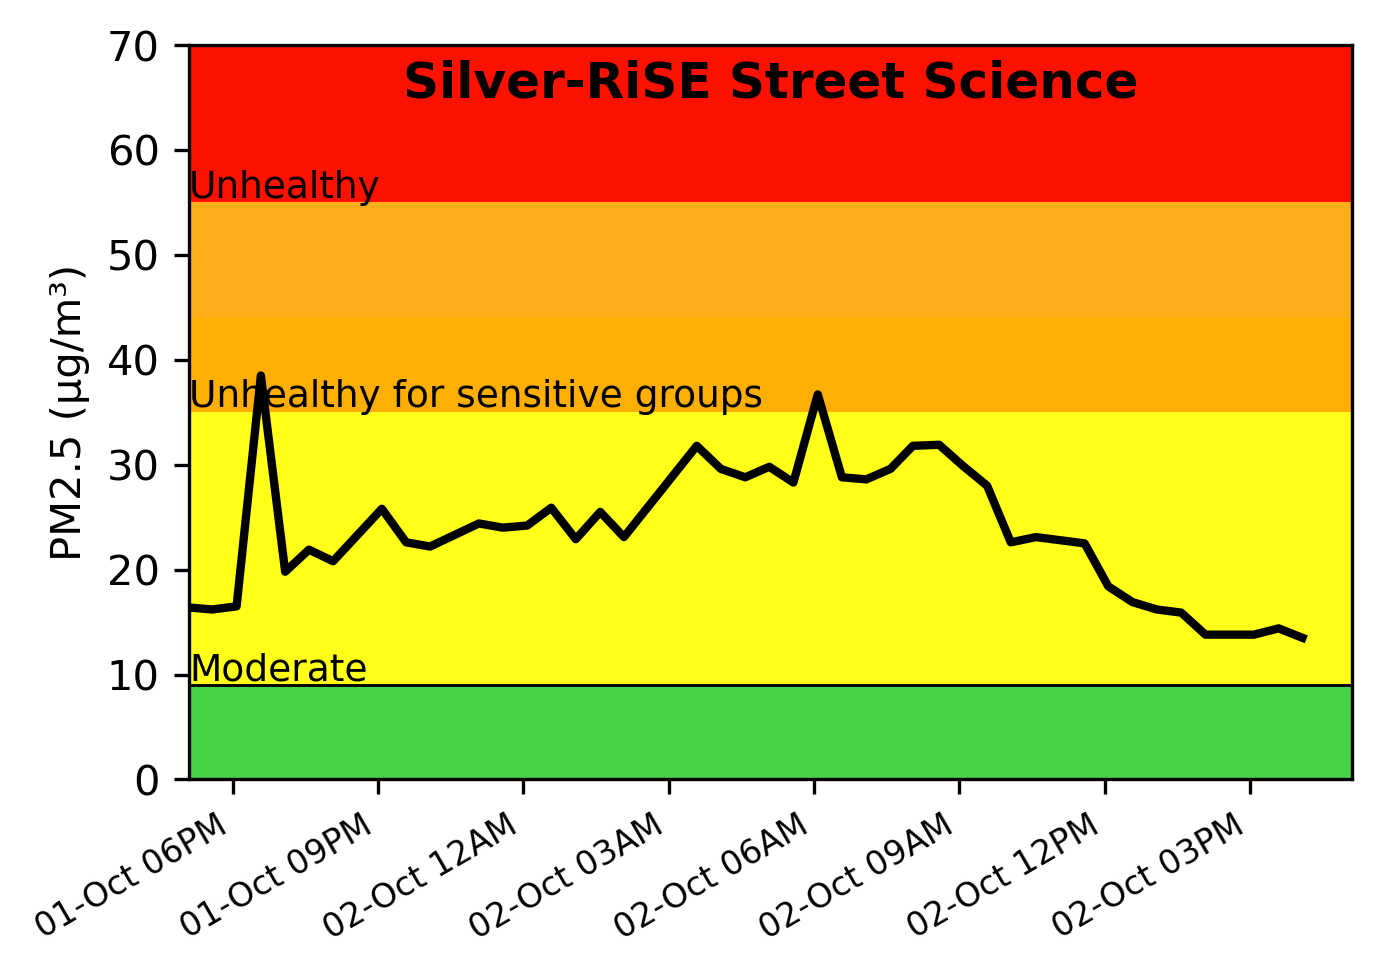 Silver-RiSE Street Science
70
60
Unhealthy
50
40
Unhealthy for sensitive groups
30
20
10
Moderate
0
PM2.5 (μg/m³)
01-Oct 06PM
01-Oct 09PM
02-Oct 12AM
02-Oct 03AM
02-Oct 06AM
02-Oct 09AM
02-Oct 12PM
02-Oct 03PM